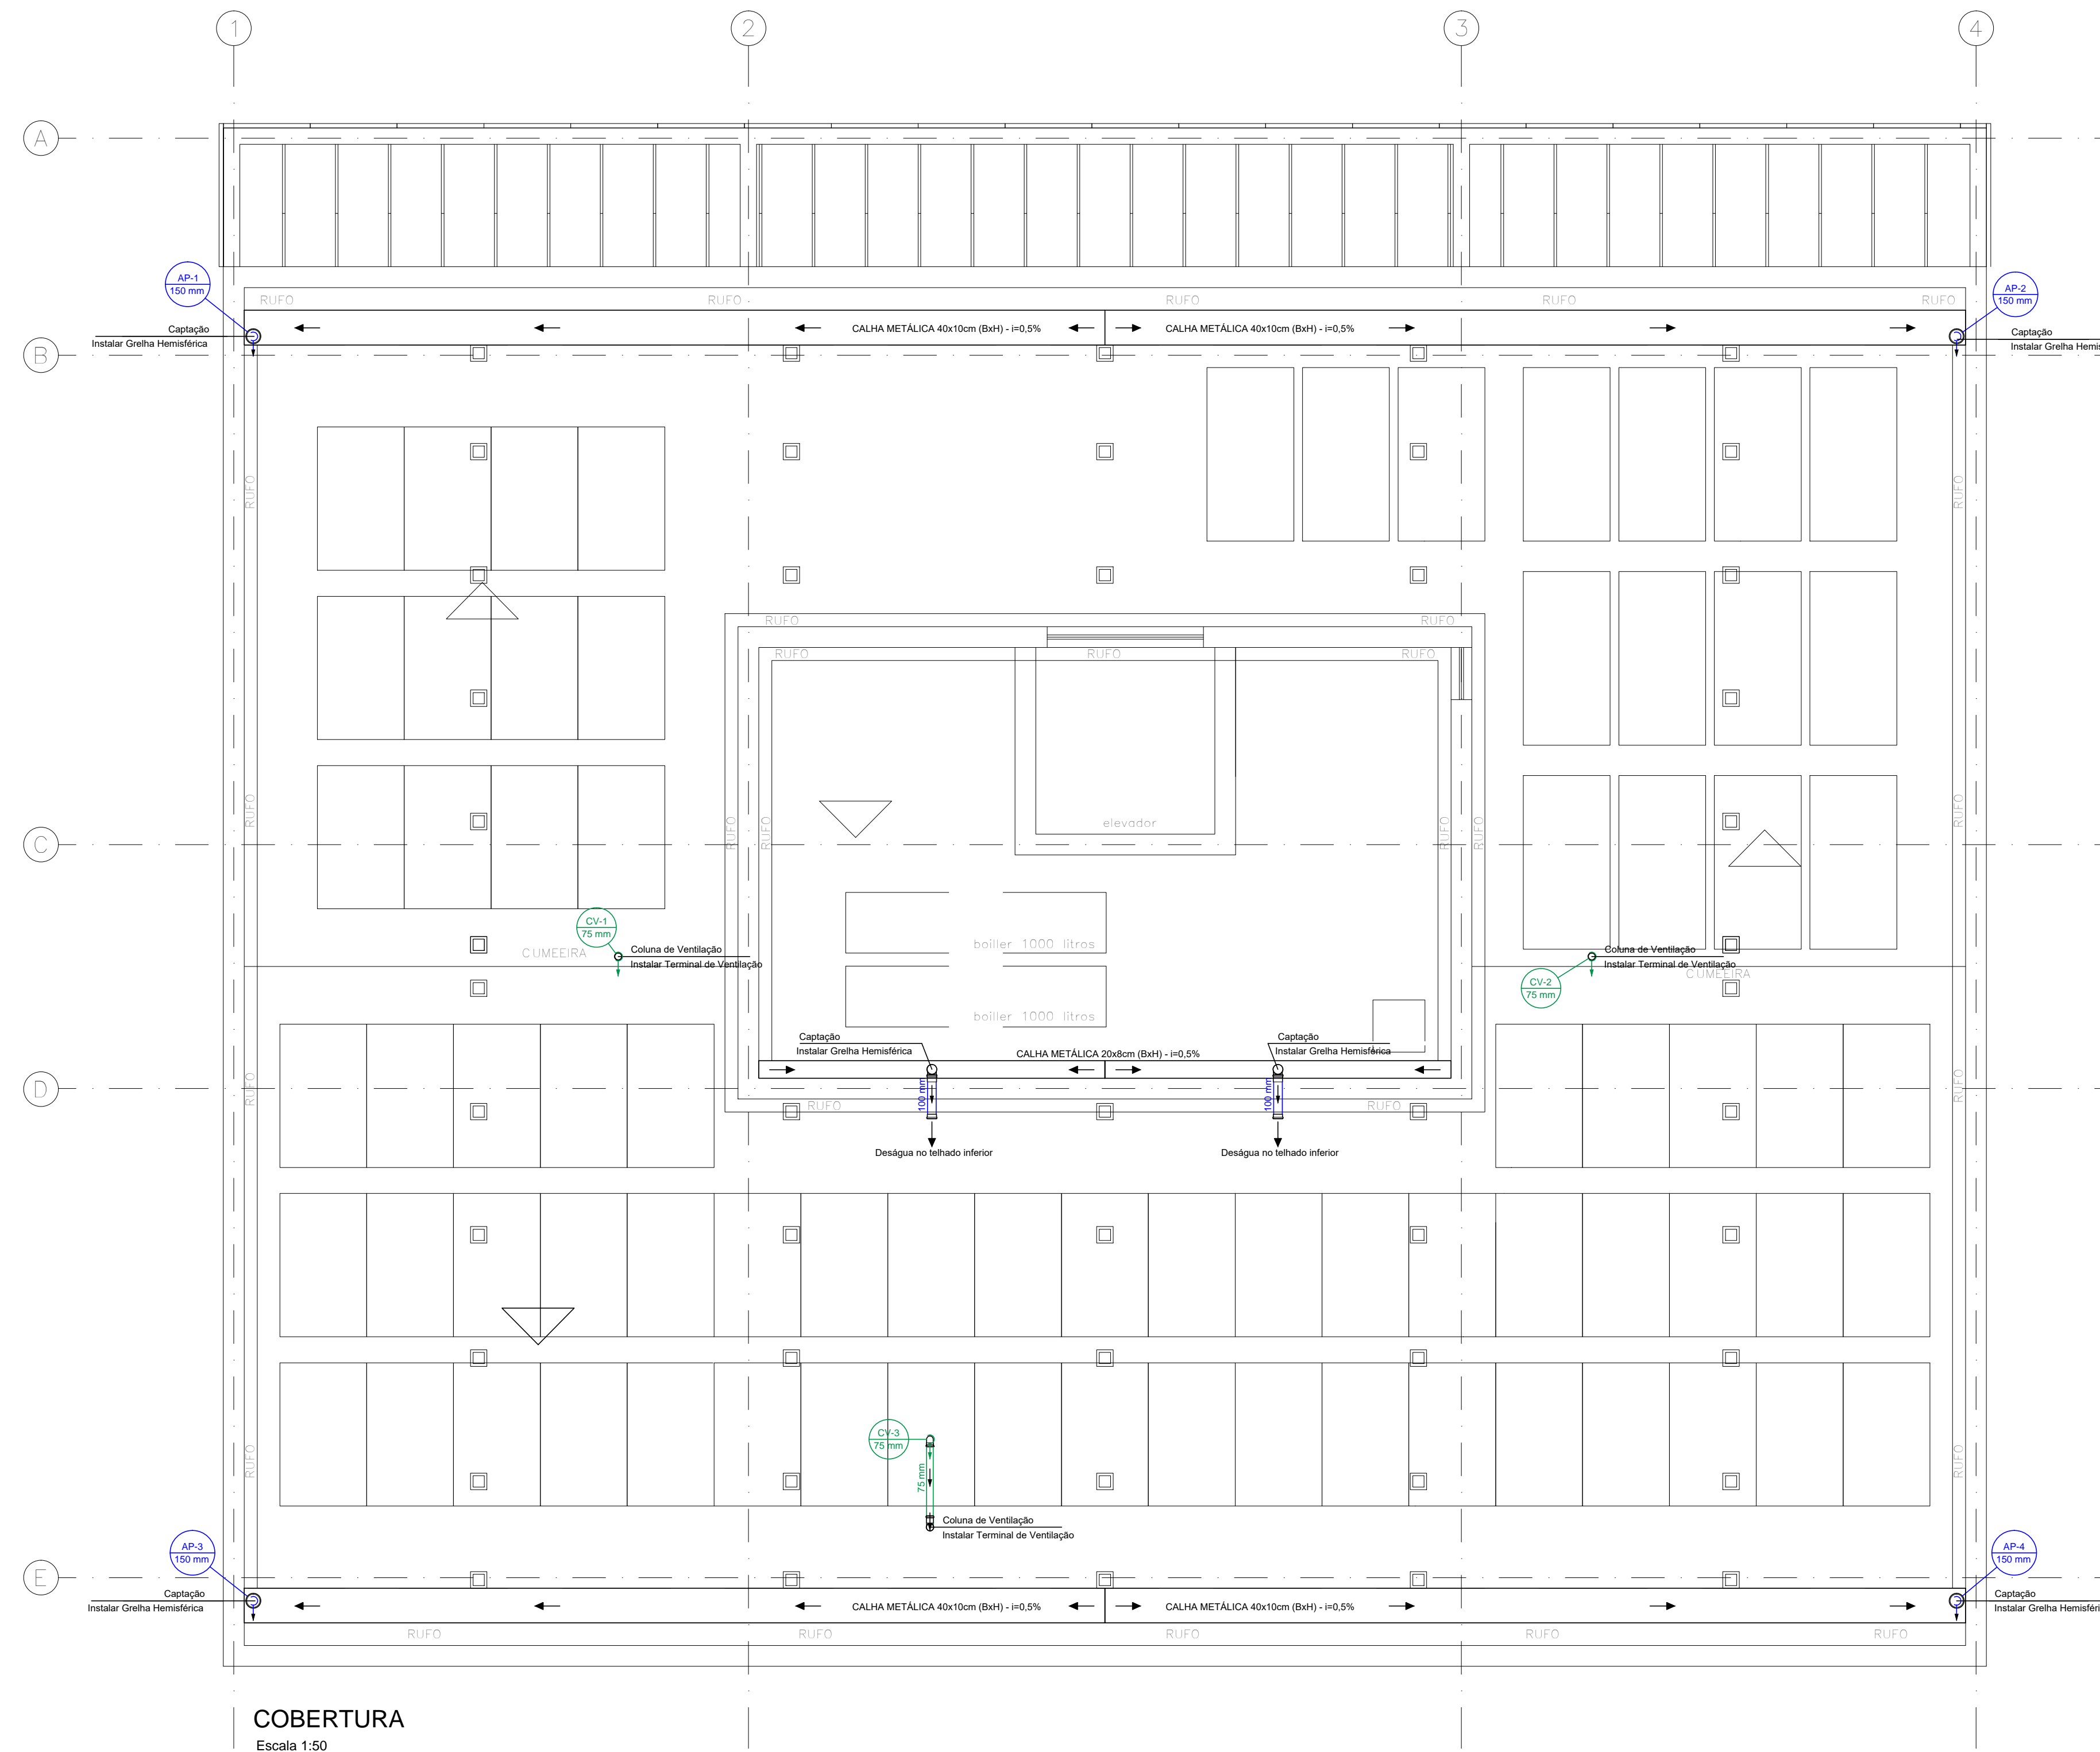 1
2
3
4
A
AP-1
150 mm
AP-2
150 mm
RUFO
RUFO
RUFO
RUFO
RUFO
Captação
Instalar Grelha Hemisférica
CALHA METÁLICA 40x10cm (BxH) - i=0,5%
CALHA METÁLICA 40x10cm (BxH) - i=0,5%
Captação
Instalar Grelha Hemis
B
RUFO
RUFO
RUFO
RUFO
RUFO
RUFO
RUFO
RUFO
RUFO
RUFO
RUFO
RUFO
RUFO
elevador
C
CV-1
75 mm
CUMEEIRA
Coluna de Ventilação
Instalar Terminal de Ventilação
boiller 1000 litros
Coluna de Ventilação
Instalar Terminal de Ventilação
CUMEEIRA
CV-2
75 mm
boiller 1000 litros
Captação
Instalar Grelha Hemisférica
CALHA METÁLICA 20x8cm (BxH) - i=0,5%
Captação
Instalar Grelha Hemisférica
D
RUFO
RUFO
100 mm
100 mm
RUFO
RUFO
Deságua no telhado inferior
Deságua no telhado inferior
CV-3
75 mm
75 mm
RUFO
RUFO
Coluna de Ventilação
Instalar Terminal de Ventilação
AP-3
150 mm
AP-4
150 mm
E
Captação
Instalar Grelha Hemisférica
CALHA METÁLICA 40x10cm (BxH) - i=0,5%
CALHA METÁLICA 40x10cm (BxH) - i=0,5%
Captação
Instalar Grelha Hemisféri
RUFO
RUFO
RUFO
RUFO
RUFO
COBERTURA
Escala 1:50